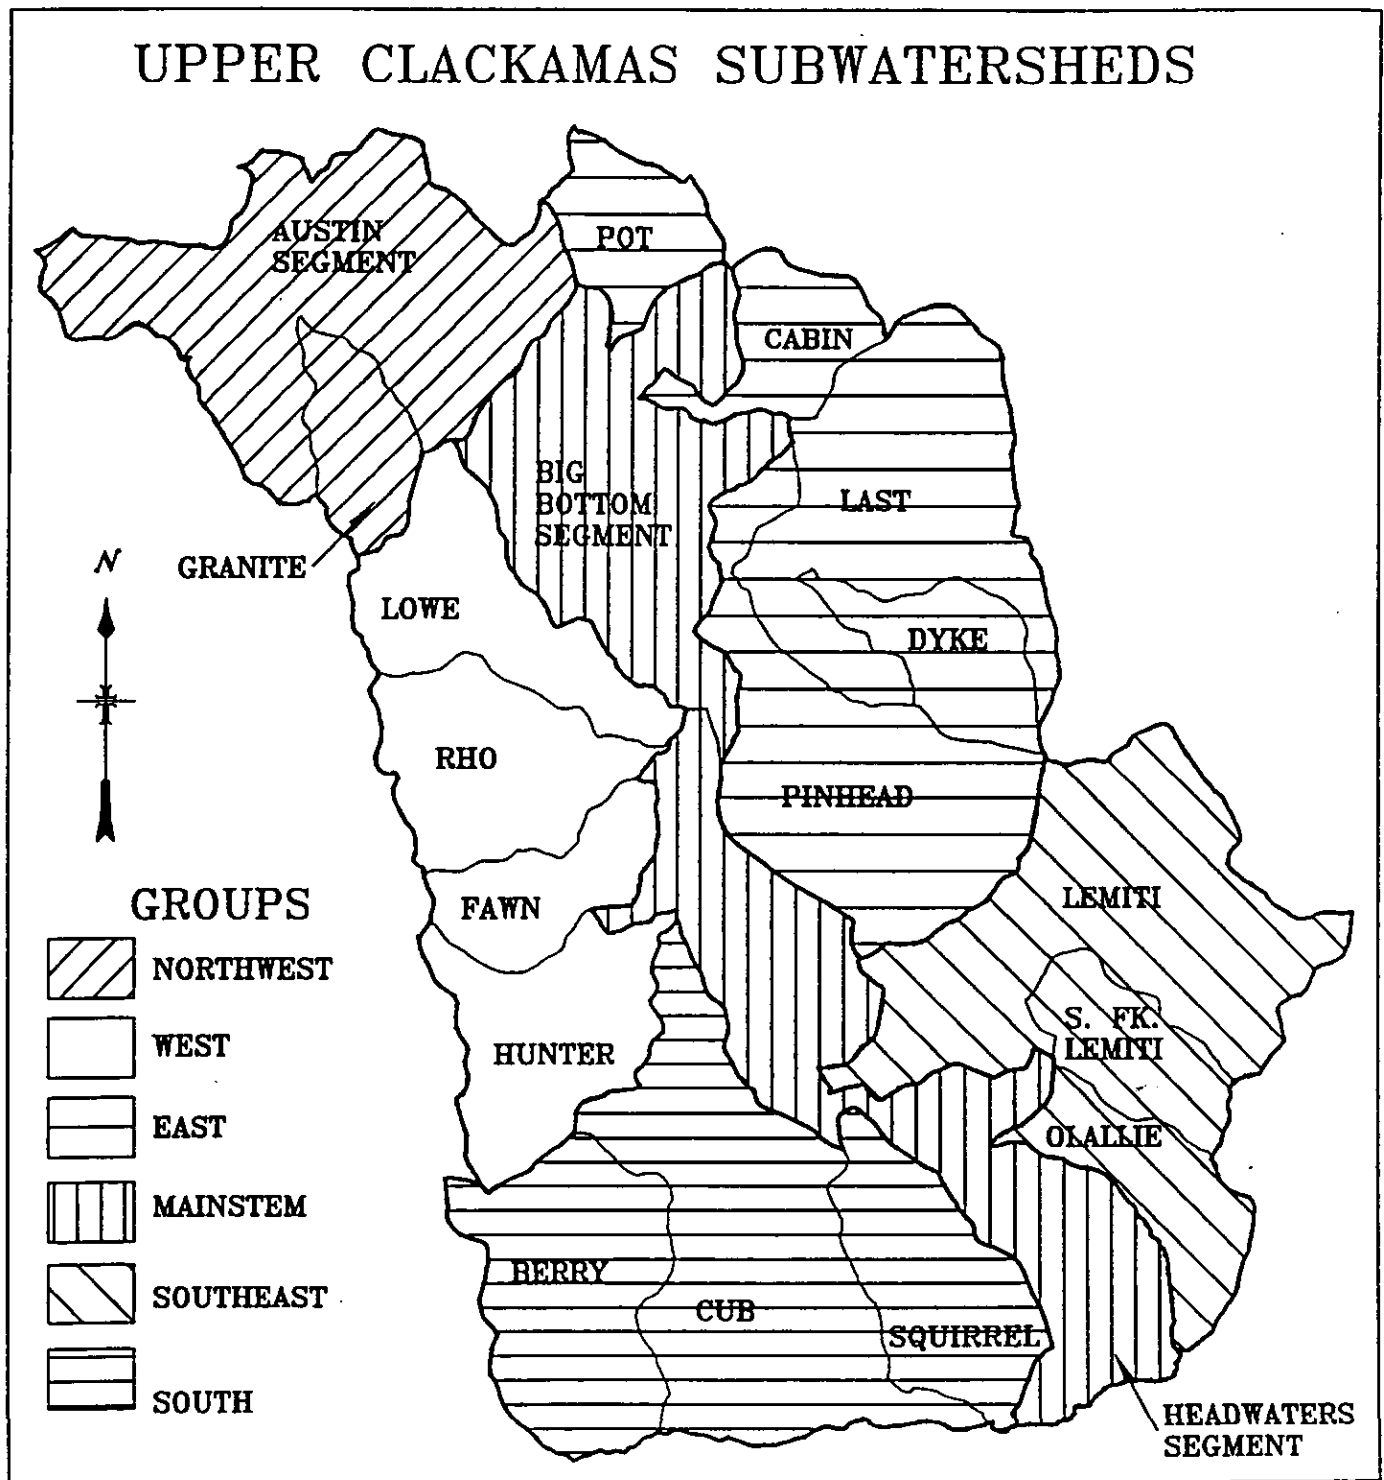 UPPER CLACKAMAS SUBWATERSHEDS
AUSTIN
SEGMENT
POT
CABIN
BIG
BOTTOM
SEGMENT
LAST
GRANITE
N
LOWE
DYKE
RHO
PINHEAD
LEMITI
FAWN
S. FK.
LEMITI
HUNTER
OLALLIE
BERRY
CUB
SQUIRREL
HEADWATERS
SEGMENT
GROUPS
NORTHWEST
WEST
EAST
MAINSTEM
SOUTHEAST
SOUTH